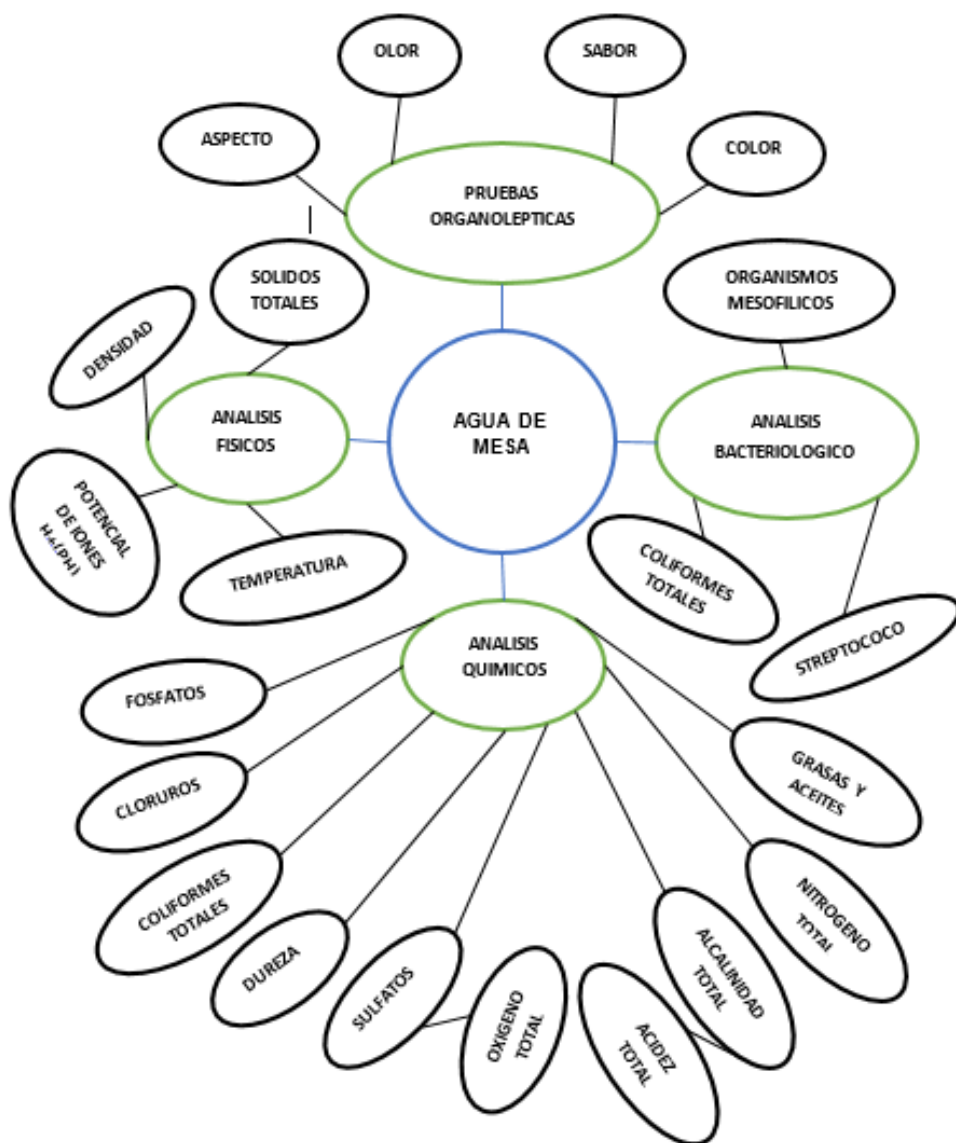 OLOR
SABOR
ASPECTO
COLOR
PRUEBAS
ORGANOLEPTICAS
SOLIDOS
TOTALES
ORGANISMOS
MESOFILICOS
DENSIDAD
ANALISIS
FISICOS
AGUA DE
MESA
ANALISIS
BACTERIOLOGICO
POTENCIAL
DE IONES
H+(PH)
TEMPERATURA
COLIFORMES
TOTALES
STREPTOCOCO
ANALISIS
QUIMICOS
FOSFATOS
CLORUROS
COLIFORMES
TOTALES
DUREZA
SULFATOS
OXIGENO
TOTAL
ACIDEZ
TOTAL
ALCALINIDAD
TOTAL
NITROGENO
TOTAL
GRASAS Y
ACEITES